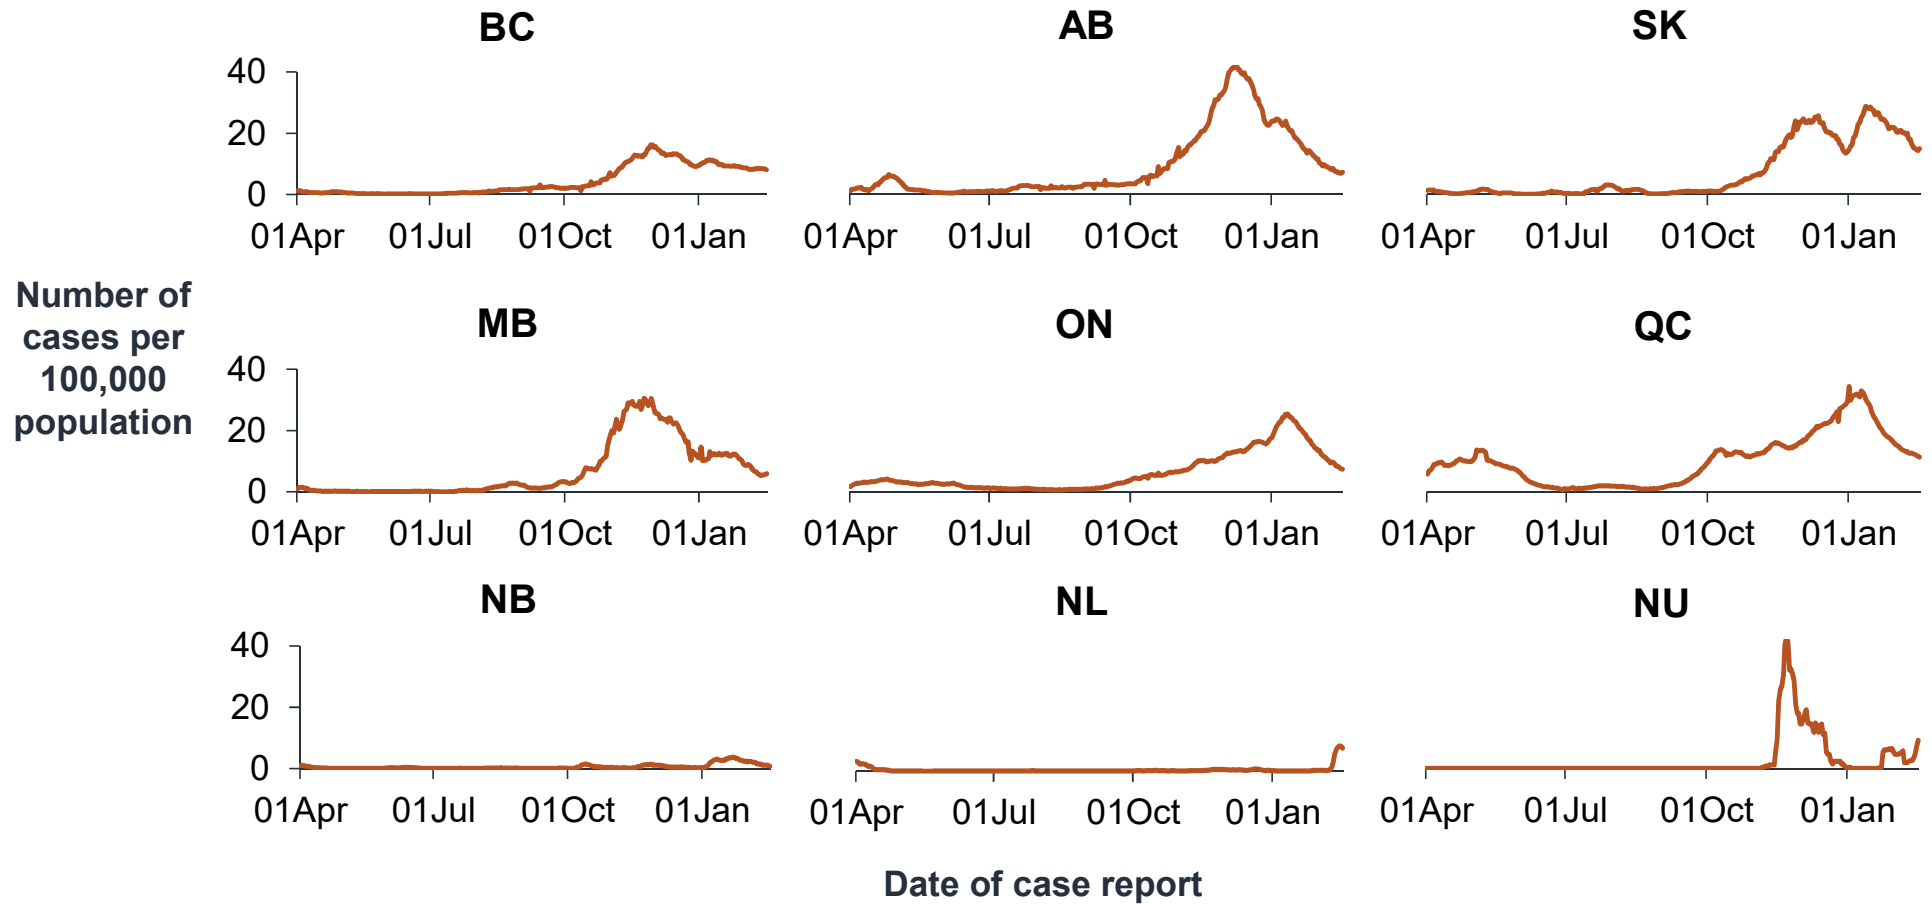 BC
AB
SK
40
20
0
01Apr 01Jul 01Oct 01Jan
01Apr 01Jul 01Oct 01Jan
01Apr 01Jul 01Oct 01Jan
Number of
cases per
100,000
population
MB
ON
QC
40
20
0
01Apr 01Jul 01Oct 01Jan
01Apr 01Jul 01Oct 01Jan
01Apr 01Jul 01Oct 01Jan
NB
NL
NU
40
20
0
01Apr 01Jul 01Oct 01Jan
01Apr 01Jul 01Oct 01Jan
01Apr 01Jul 01Oct 01Jan
Date of case report